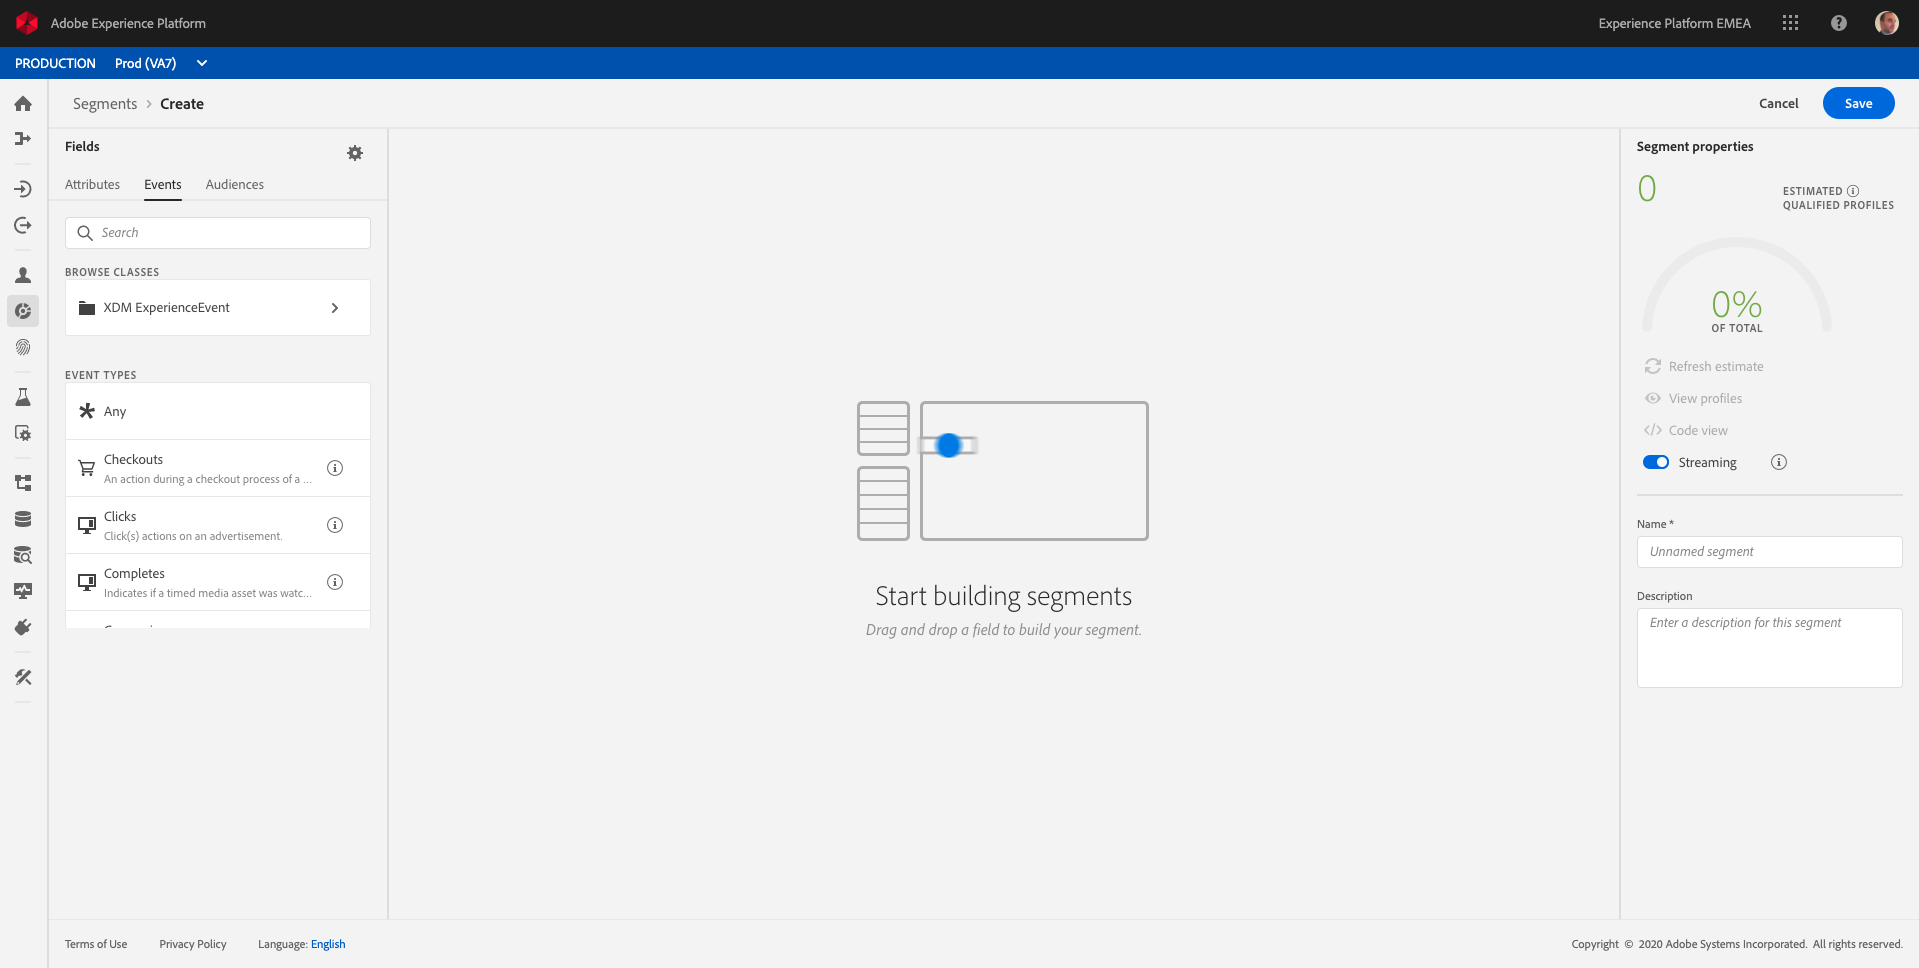 Adobe Experience Platform
Experience Platform EMEA
PRODUCTION Prod (VA7)
Segments › Create
Cancel
Save
Fields
Attributes Events Audiences
Search
BROWSE CLASSES
XDM ExperienceEvent
EVENT TYPES
Any
Checkouts
An action during a checkout process of a ...
Clicks
Click(s) actions on an advertisement.
Completes
Indicates if a timed media asset was watc...
Start building segments
Drag and drop a field to build your segment.
Segment properties
0
ESTIMATED
QUALIFIED PROFILES
0%
OF TOTAL
Refresh estimate
View profiles
Code view
Streaming
Name *
Unnamed segment
Description
Enter a description for this segment
Terms of Use Privacy Policy Language: English
Copyright © 2020 Adobe Systems Incorporated. All rights reserved.